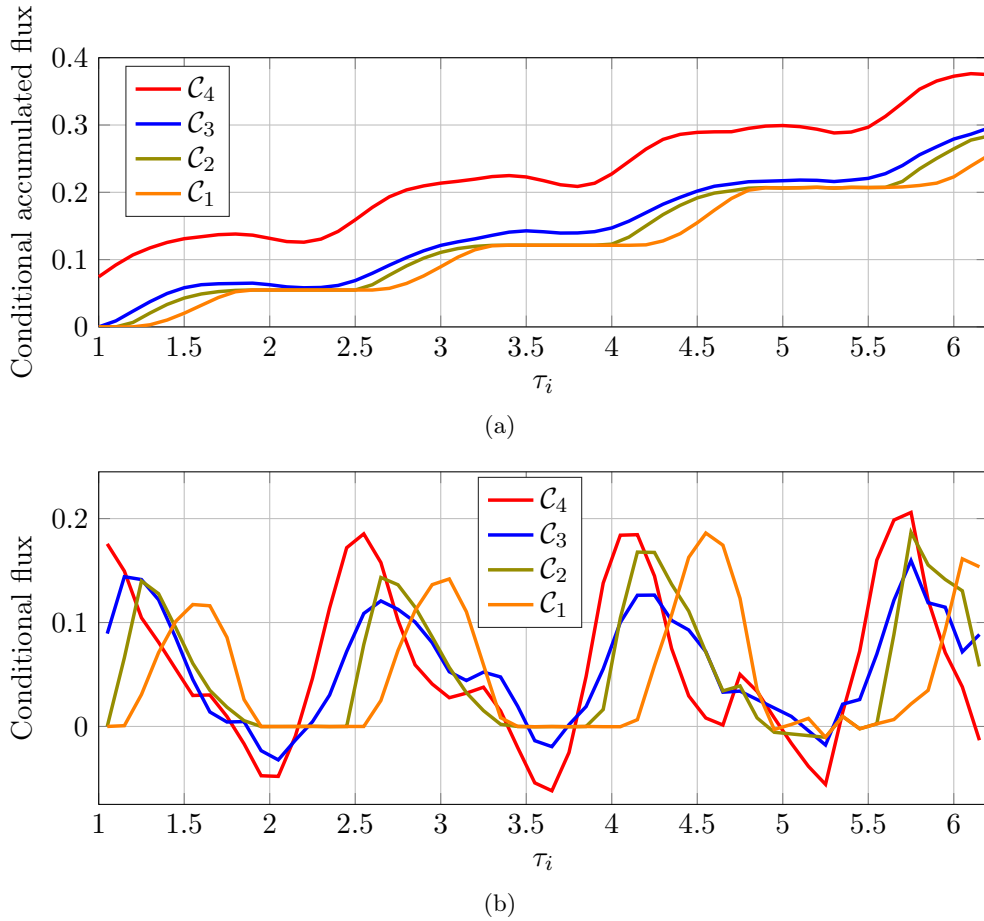 Conditional accumulated flux
0.4
0.3
0.2
0.1
0
𝒞₄
𝒞₃
𝒞₂
𝒞₁
1 1.5 2 2.5 3 3.5 4 4.5 5 5.5 6
τᵢ
(a)
Conditional flux
0.2
0.1
0
𝒞₄
𝒞₃
𝒞₂
𝒞₁
1 1.5 2 2.5 3 3.5 4 4.5 5 5.5 6
τᵢ
(b)